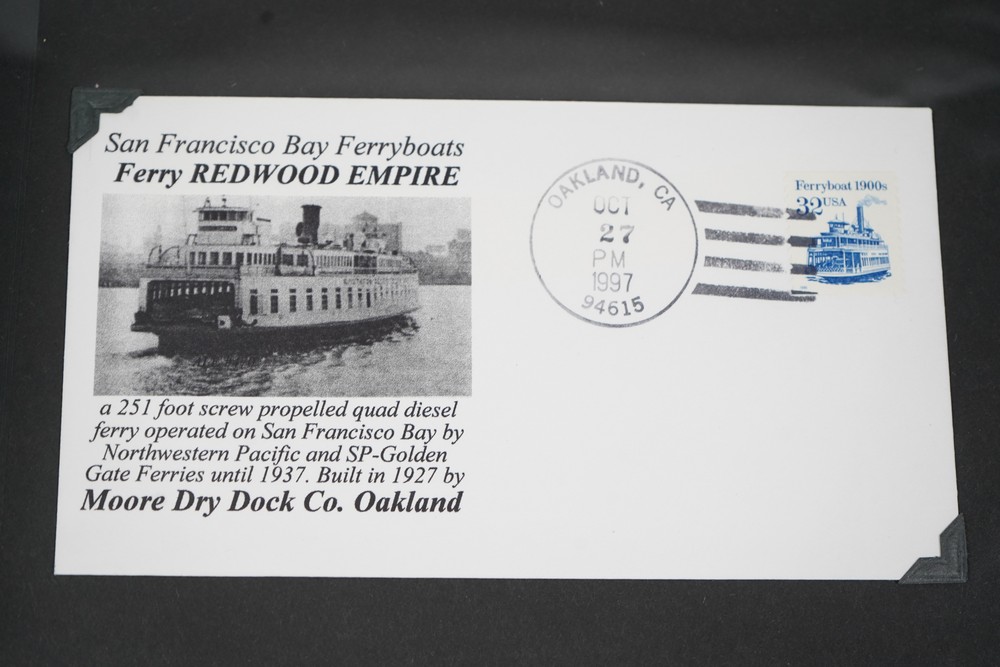 San Francisco Bay Ferryboats
Ferry REDWOOD EMPIRE
a 251 foot screw propelled quad diesel
ferry operated on San Francisco Bay by
Northwestern Pacific and SP-Golden
Gate Ferries until 1937. Built in 1927 by
Moore Dry Dock Co. Oakland
OAKLAND, CA
OCT
27
PM
1997
94615
Ferryboat 1900s
32 USA